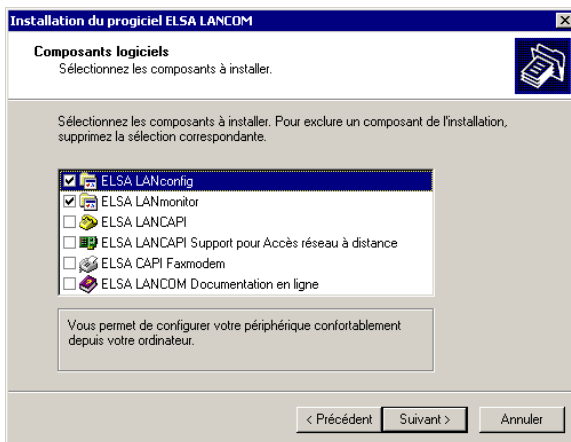 Installation du progiciel ELSA LANCOM
Composants logiciels
Sélectionnez les composants à installer.
Sélectionnez les composants à installer. Pour exclure un composant de l'installation,
supprimez la sélection correspondante.
ELSA LANconfig
ELSA LANmonitor
ELSA LANCAPI
ELSA LANCAPI Support pour Accès réseau à distance
ELSA CAPI Faxmodem
ELSA LANCOM Documentation en ligne
Vous permet de configurer votre périphérique confortablement
depuis votre ordinateur.
< Précédent Suivant > Annuler